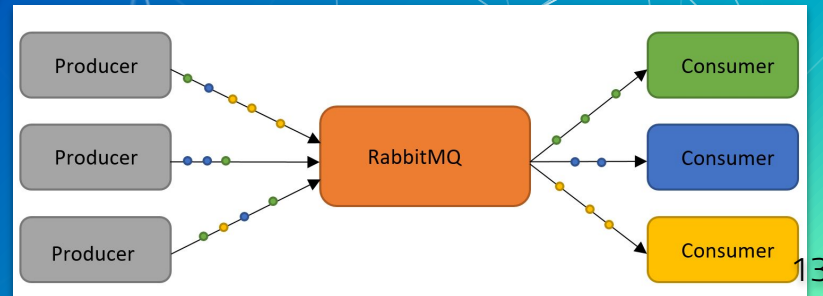 Producer
Consumer
Producer
RabbitMQ
Consumer
Producer
Consumer
13